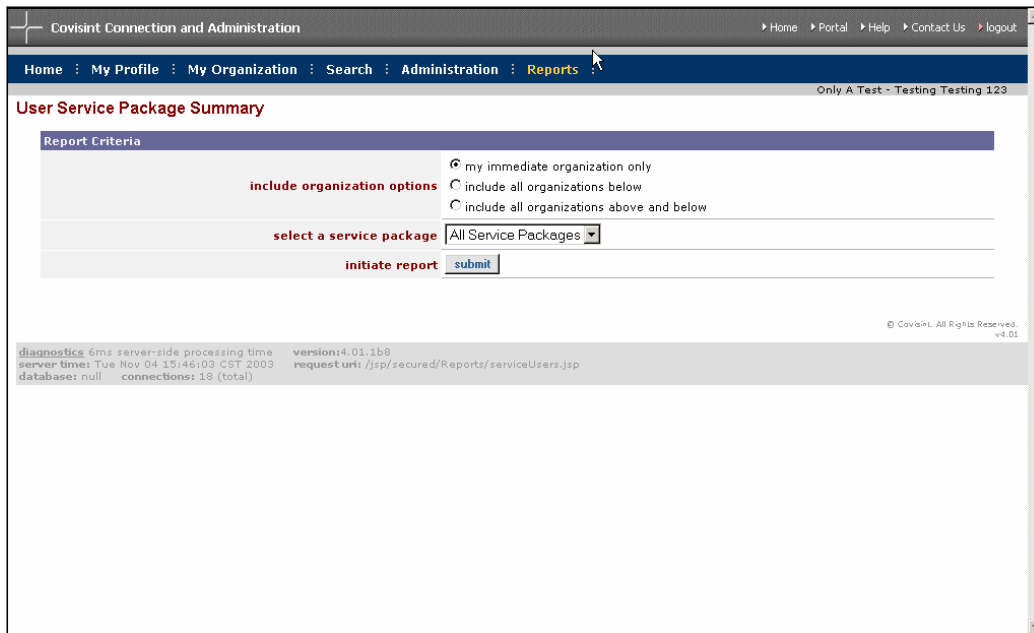 Covisint Connection and Administration
Home Portal Help Contact Us logout
Home My Profile My Organization Search Administration Reports
Only A Test - Testing Testing 123
User Service Package Summary
Report Criteria
include organization options
my immediate organization only
include all organizations below
include all organizations above and below
select a service package All Service Packages
initiate report submit
© Covisint. All Rights Reserved.
v4.01
diagnostics 6ms server-side processing time version:4.01.1b8
server time: Tue Nov 04 15:46:03 CST 2003 request uri: /jsp/secured/Reports/serviceUsers.jsp
database: null connections: 18 (total)